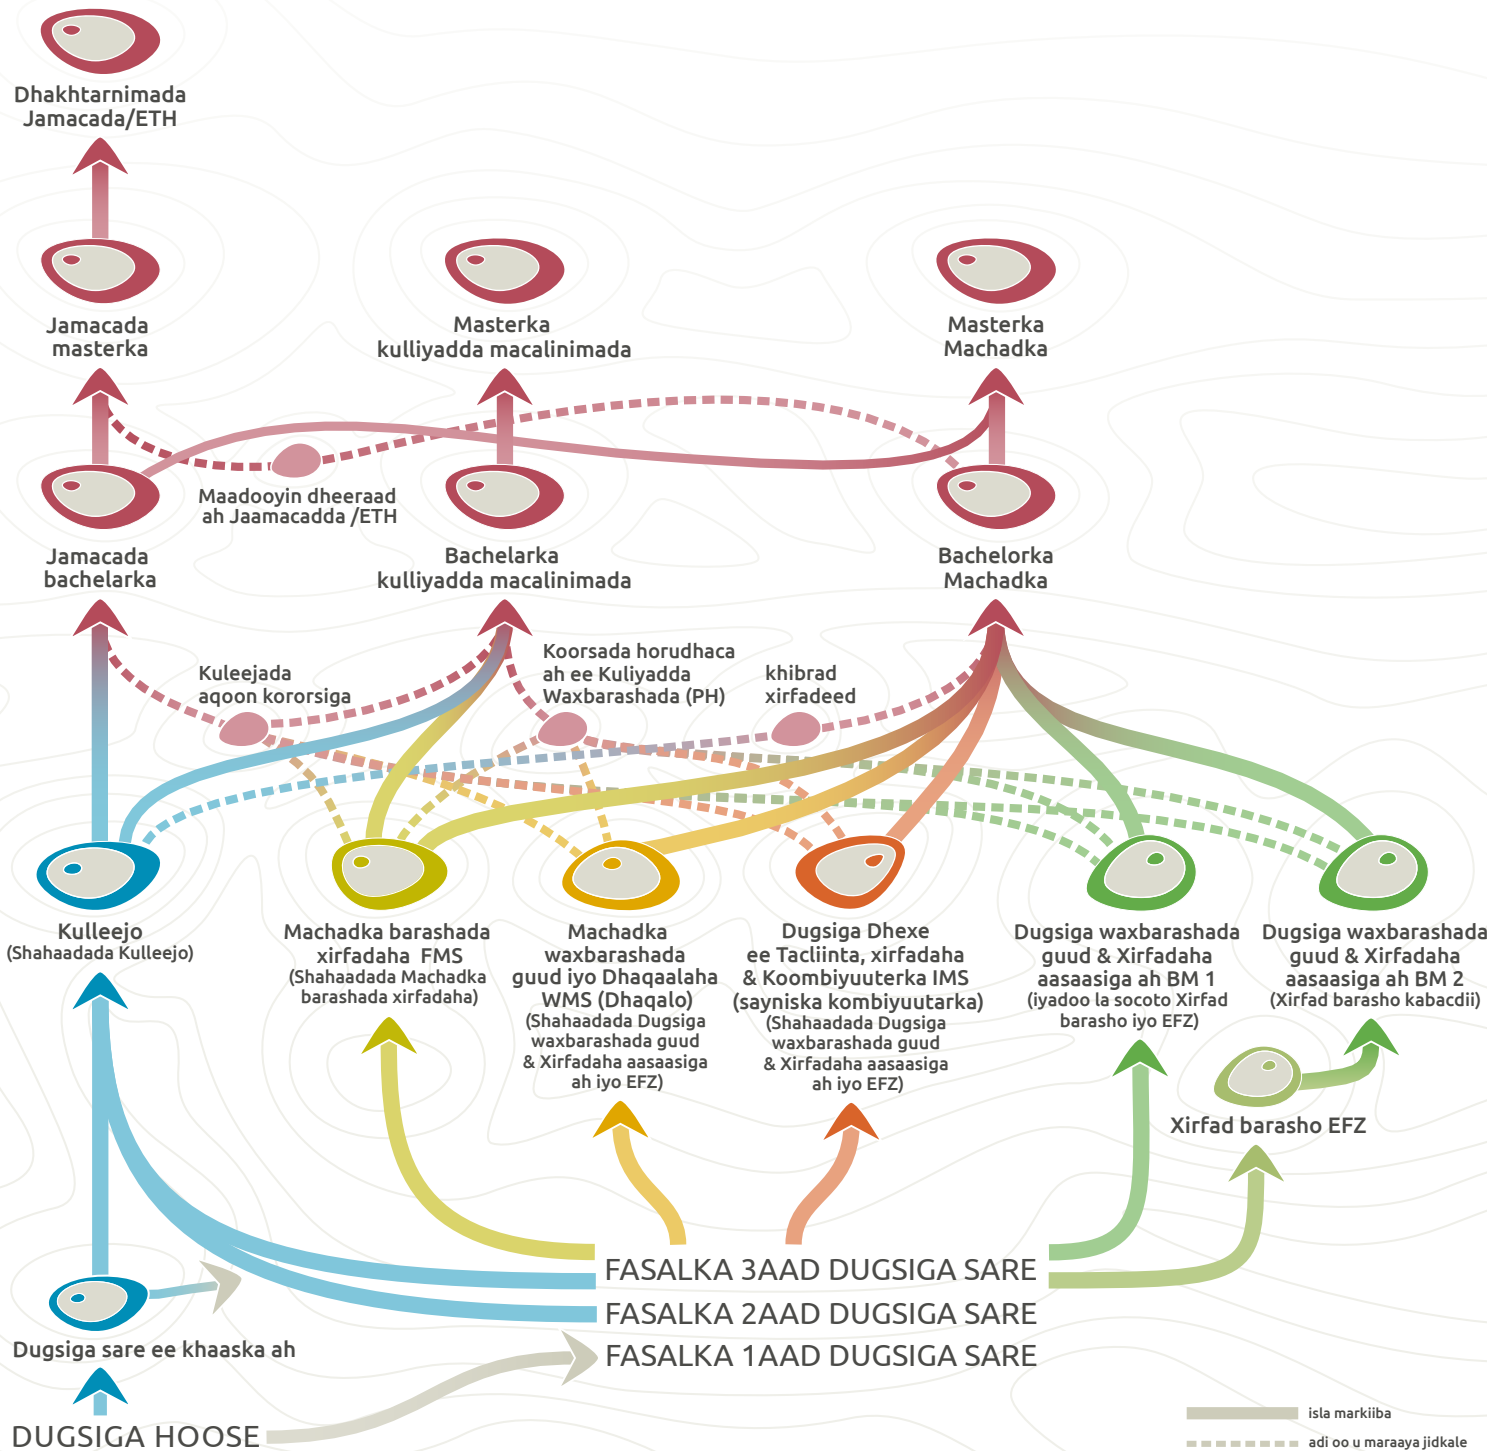 Dhakhtarnimada
Jamacada/ETH
Jamacada
masterka
Masterka
kulliyadda macalinimada
Masterka
Machadka
Maadooyin dheeraad
ah Jaamacadda /ETH
Jamacada
bachelarka
Bachelarka
kulliyadda macalinimada
Bachelorka
Machadka
Kuleejada
aqoon kororsiga
Koorsada horudhaca
ah ee Kuliyadda
Waxbarashada (PH)
khibrad
xirfadeed
Kulleejo
(Shahaadada Kulleejo)
Machadka barashada
xirfadaha FMS
(Shahaadada Machadka
barashada xirfadaha)
Machadka
waxbarashada
guud iyo Dhaqaalaha
WMS (Dhaqalo)
(Shahaadada Dugsiga
waxbarashada guud
& Xirfadaha aasaasiga
ah iyo EFZ)
Dugsiga Dhexe
ee Tacliinta, xirfadaha
& Koombiyuuterka IMS
(sayniska kombiyuutarka)
(Shahaadada Dugsiga
waxbarashada guud
& Xirfadaha aasaasiga
ah iyo EFZ)
Dugsiga waxbarashada
guud & Xirfadaha
aasaasiga ah BM 1
(iyadoo la socoto Xirfad
barasho iyo EFZ)
Dugsiga waxbarashada
guud & Xirfadaha
aasaasiga ah BM 2
(Xirfad barasho kabacdii)
Xirfad barasho EFZ
FASALKA 3AAD DUGSIGA SARE
FASALKA 2AAD DUGSIGA SARE
FASALKA 1AAD DUGSIGA SARE
Dugsiga sare ee khaaska ah
DUGSIGA HOOSE
isla markiiba
adi oo u maraaya jidkale